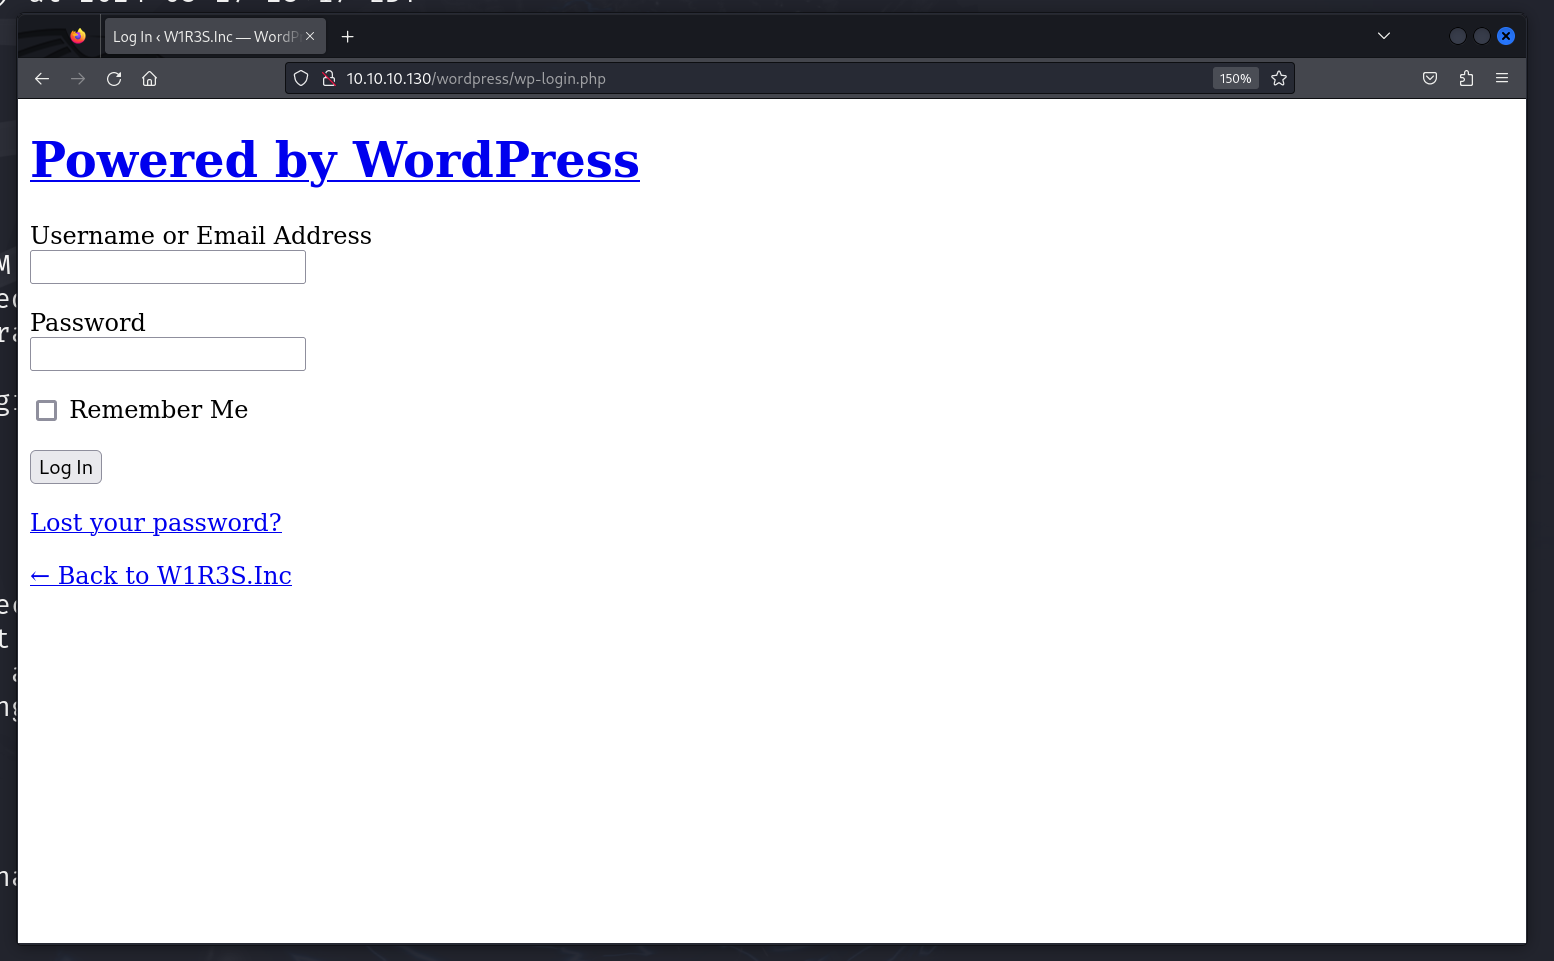 Log In ‹ W1R3S.Inc — WordP
10.10.10.130/wordpress/wp-login.php
150%
Powered by WordPress
Username or Email Address
Password
Remember Me
Log In
Lost your password?
← Back to W1R3S.Inc